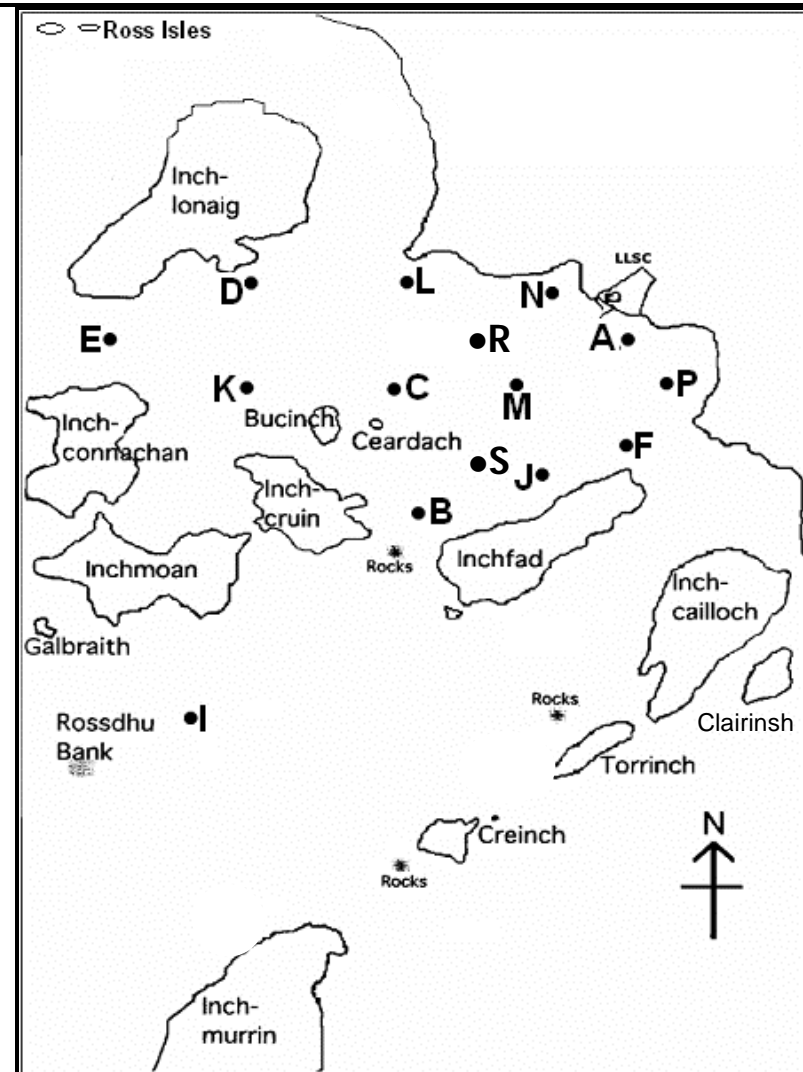 Ross Isles
Inch-
lonaig
LLSC
D
L
N
E
R
A
K
C
M
P
Bucinch
Ceardach
Inch-
connachan
F
S
J
Inch-
cruin
B
Rocks
Inchfad
Inchmoan
Inch-
cailloch
Galbraith
Rocks
I
Rossdhu
Bank
Clairinsh
Torrinch
N
Creinch
Rocks
Inch-
murrin